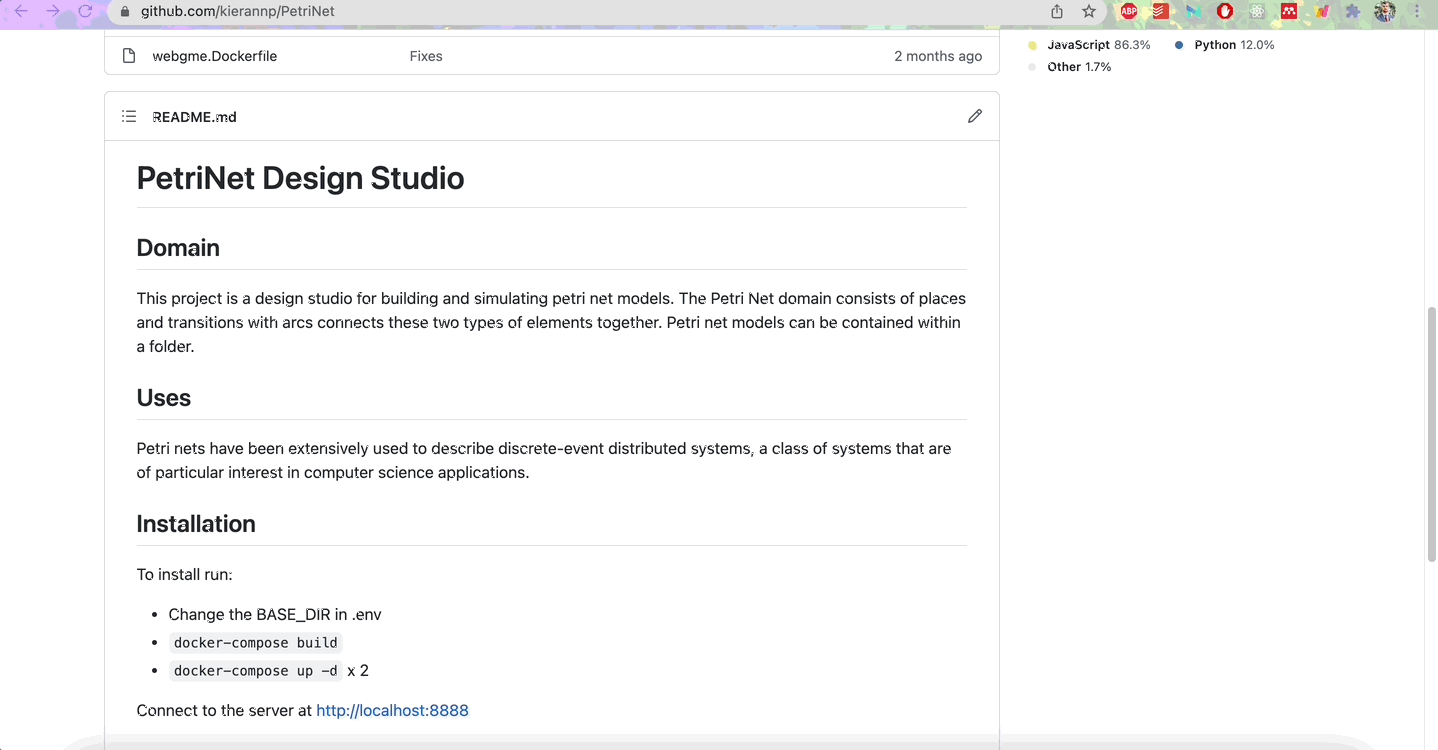 github.com/kierannp/PetriNet
ABP
webgme.Dockerfile Fixes 2 months ago
JavaScript 86.3% Python 12.0%
Other 1.7%
README.md
PetriNet Design Studio
Domain
This project is a design studio for building and simulating petri net models. The Petri Net domain consists of places
and transitions with arcs connects these two types of elements together. Petri net models can be contained within
a folder.
Uses
Petri nets have been extensively used to describe discrete-event distributed systems, a class of systems that are
of particular interest in computer science applications.
Installation
To install run:
• Change the BASE_DIR in .env
• docker-compose build
• docker-compose up -d x 2
Connect to the server at http://localhost:8888